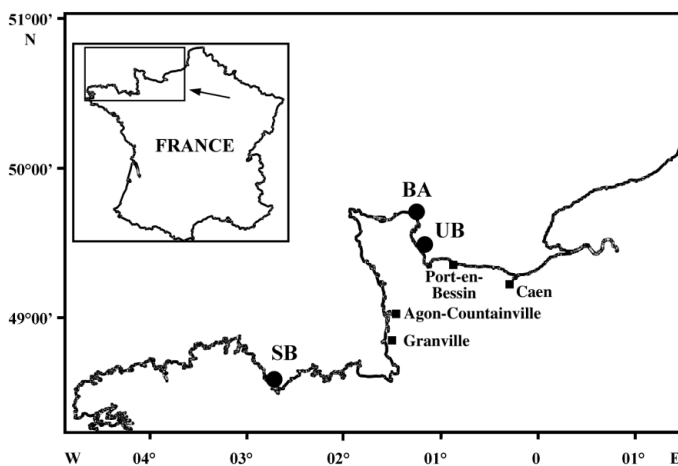 51°00'
N
FRANCE
50°00'
BA
UB
Port-en-
Bessin
Caen
Agon-Countainville
49°00'
Granville
SB
W 04° 03° 02° 01° 0 01° E